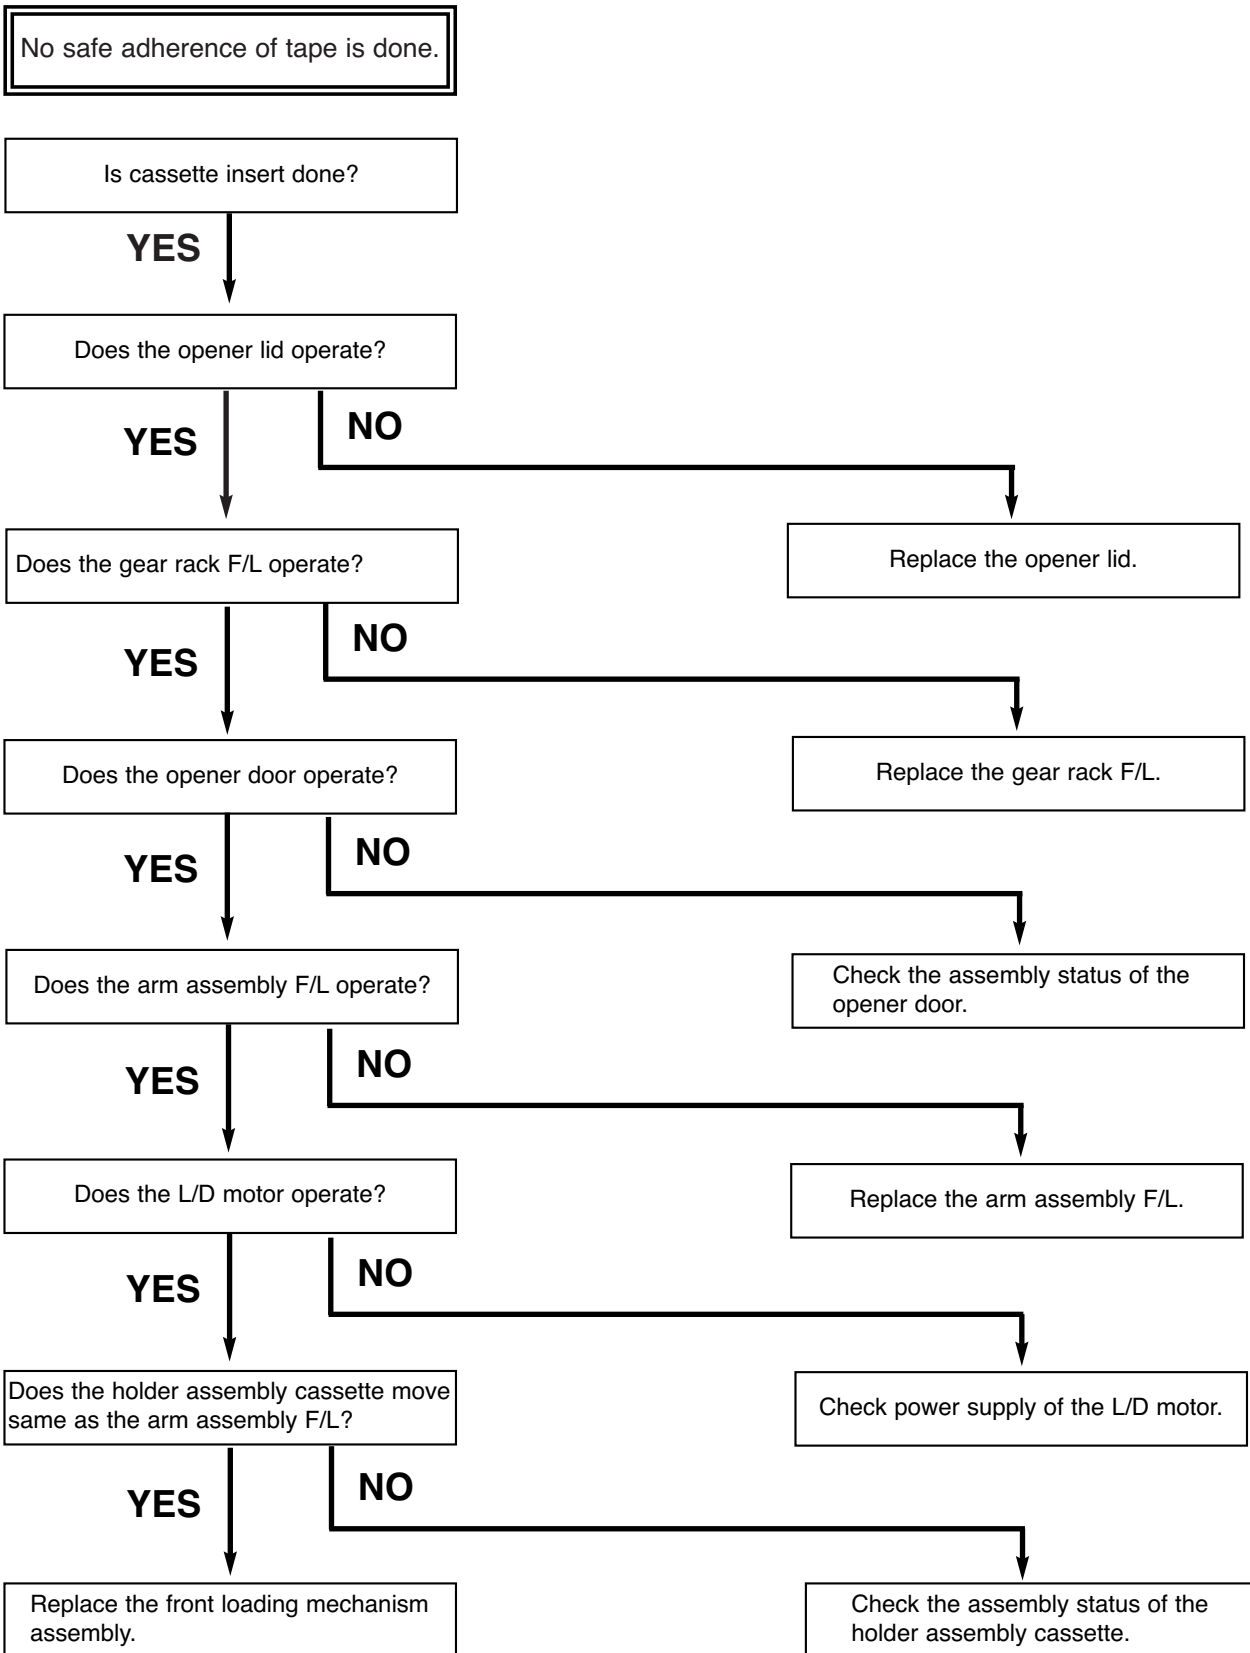 No safe adherence of tape is done.
Is cassette insert done?
YES
Does the opener lid operate?
YES
NO
Does the gear rack F/L operate?
Replace the opener lid.
YES
NO
Does the opener door operate?
Replace the gear rack F/L.
YES
NO
Does the arm assembly F/L operate?
Check the assembly status of the
opener door.
YES
NO
Does the L/D motor operate?
Replace the arm assembly F/L.
YES
NO
Does the holder assembly cassette move
same as the arm assembly F/L?
Check power supply of the L/D motor.
YES
NO
Replace the front loading mechanism
assembly.
Check the assembly status of the
holder assembly cassette.